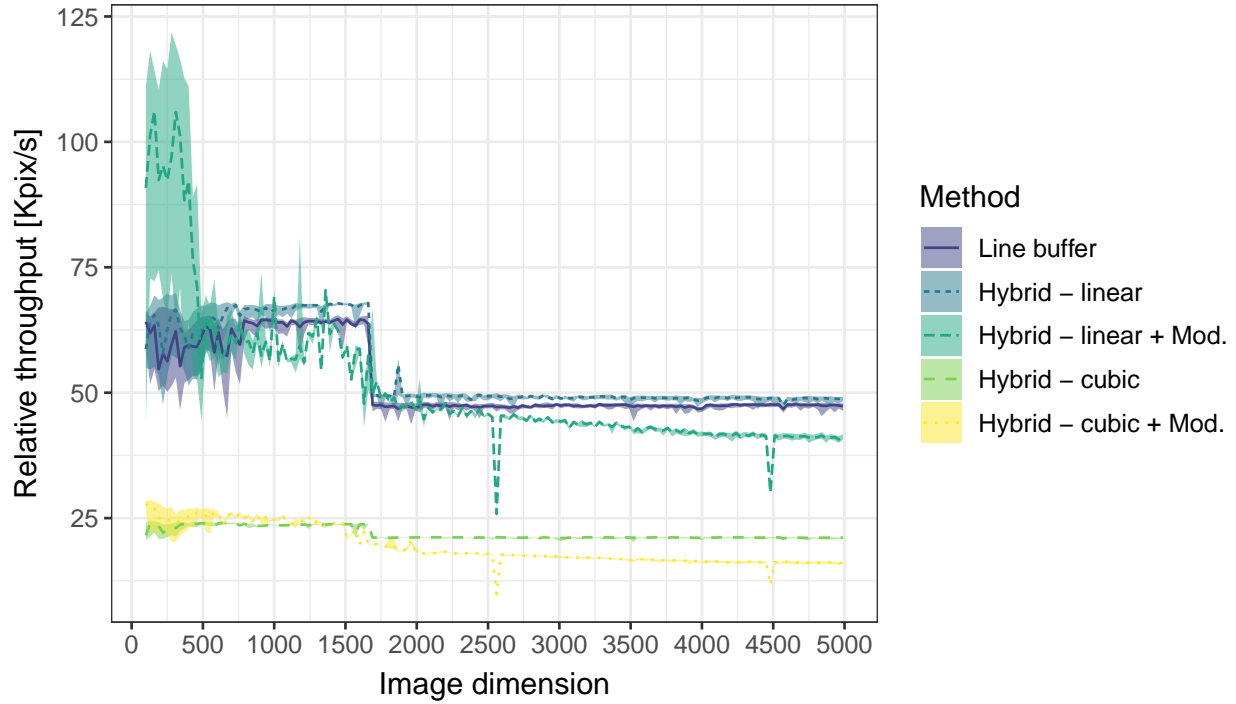 125
100
75
50
25
Relative throughput [Kpix/s]
0 500 1000 1500 2000 2500 3000 3500 4000 4500 5000
Image dimension
Method
Line buffer
Hybrid − linear
Hybrid − linear + Mod.
Hybrid − cubic
Hybrid − cubic + Mod.